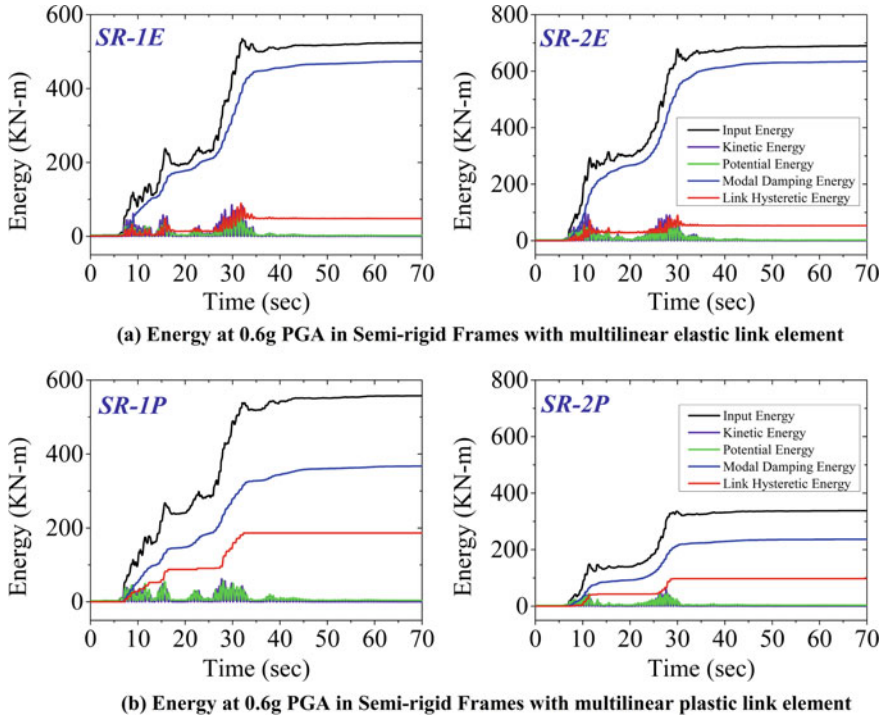 SR-1E
600
400
200
0
Energy (KN-m)
0 10 20 30 40 50 60 70
Time (sec)
SR-2E
800
600
400
200
0
Energy (KN-m)
Input Energy
Kinetic Energy
Potential Energy
Modal Damping Energy
Link Hysteretic Energy
0 10 20 30 40 50 60 70
Time (sec)
(a) Energy at 0.6g PGA in Semi-rigid Frames with multilinear elastic link element
SR-1P
600
400
200
0
Energy (KN-m)
0 10 20 30 40 50 60 70
Time (sec)
SR-2P
800
600
400
200
0
Energy (KN-m)
Input Energy
Kinetic Energy
Potential Energy
Modal Damping Energy
Link Hysteretic Energy
0 10 20 30 40 50 60 70
Time (sec)
(b) Energy at 0.6g PGA in Semi-rigid Frames with multilinear plastic link element